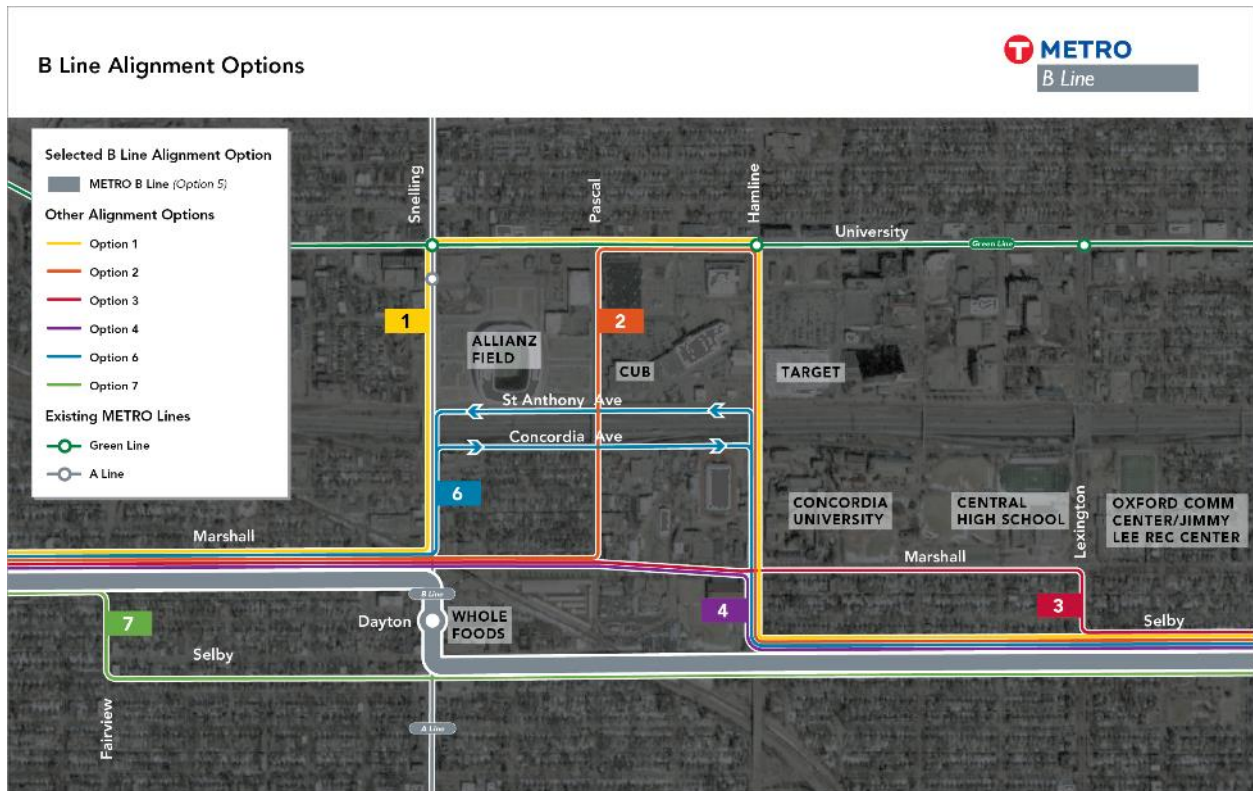 B Line Alignment Options
T METRO
B Line
Selected B Line Alignment Option
METRO B Line (Option 5)
Other Alignment Options
Option 1
Option 2
Option 3
Option 4
Option 6
Option 7
Existing METRO Lines
Green Line
A Line
Snelling
Pascal
Hamline
University
Green Line
1
2
ALLIANZ
FIELD
CUB
TARGET
St Anthony Ave
Concordia Ave
6
CONCORDIA
UNIVERSITY
CENTRAL
HIGH SCHOOL
Lexington
OXFORD COMM
CENTER/JIMMY
LEE REC CENTER
Marshall
Marshall
B Line
7
Dayton
WHOLE
FOODS
4
3
Selby
Selby
Fairview
A Line